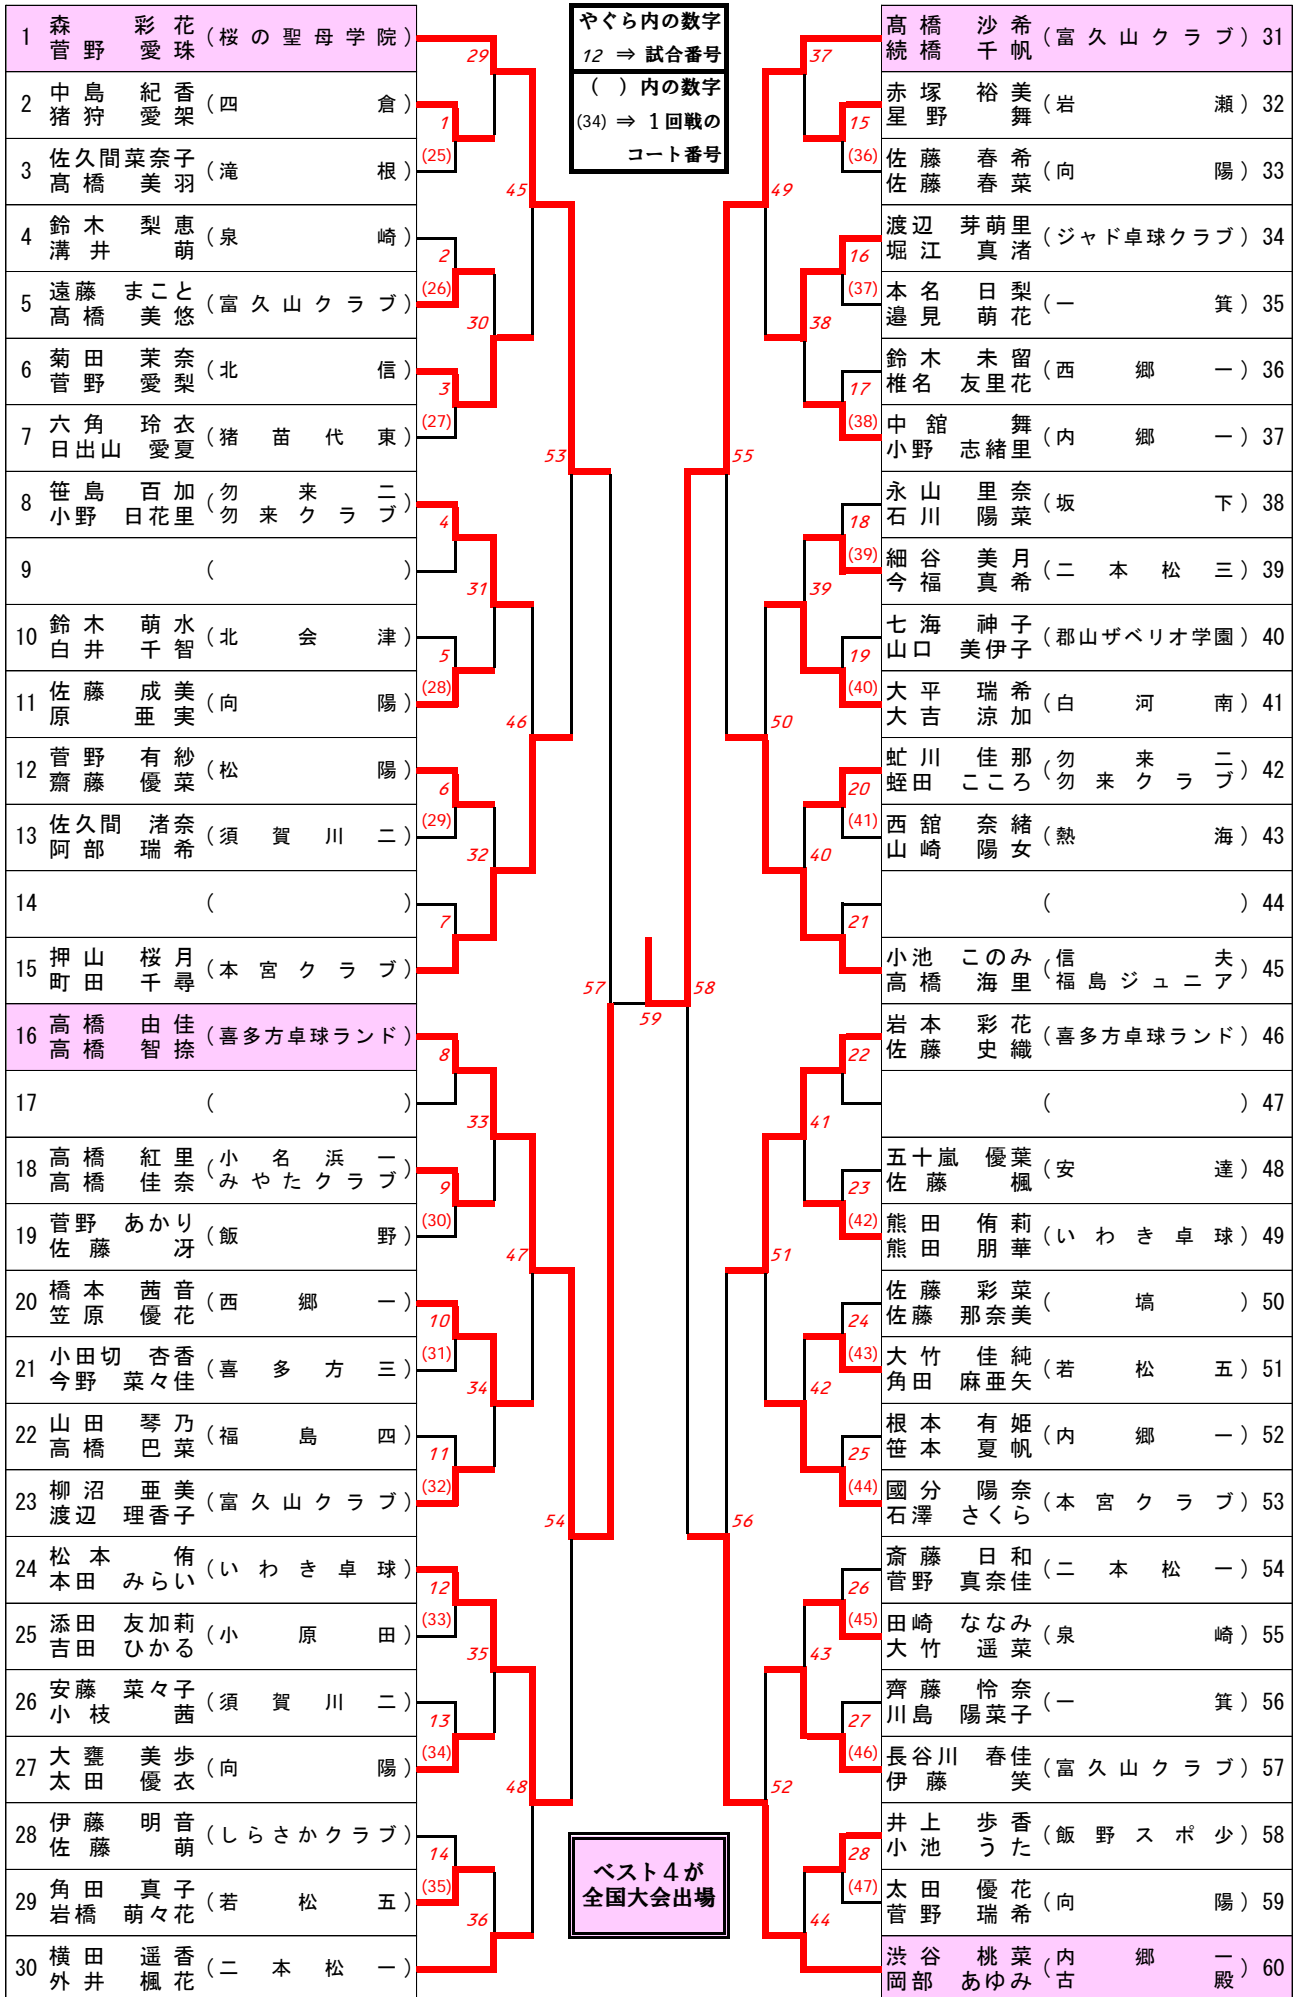 1 森 彩花 (桜の聖母学院)
菅野 愛珠
2 中島 紀香 (四倉)
猪狩 愛架
3 佐久間菜奈子 (滝根)
髙橋 美羽
4 鈴木 梨恵 (泉崎)
溝井 萌
5 遠藤 まこと (富久山クラブ)
髙橋 美悠
6 菊田 茉奈 (北信)
菅野 愛梨
7 六角 玲衣 (猪苗代東)
日出山 愛夏
8 笹島 百加 (勿来二
小野 日花里 勿来クラブ)
9 ( )
10 鈴木 萌水 (北会津)
白井 千智
11 佐藤 成美 (向陽)
原 亜実
12 菅野 有紗 (松陽)
齋藤 優菜
13 佐久間 渚奈 (須賀川二)
阿部 瑞希
14 ( )
15 押山 桜月 (本宮クラブ)
町田 千尋
16 高橋 由佳 (喜多方卓球ランド)
高橋 智捺
17 ( )
18 高橋 紅里 (小名浜一
高橋 佳奈 みやたクラブ)
19 菅野 あかり (飯野)
佐藤 冴
20 橋本 茜音 (西郷一)
笠原 優花
21 小田切 杏香 (喜多方三)
今野 菜々佳
22 山田 琴乃 (福島四)
高橋 巴菜
23 柳沼 亜美 (富久山クラブ)
渡辺 理香子
24 松本 侑 (いわき卓球)
本田 みらい
25 添田 友加莉 (小原田)
吉田 ひかる
26 安藤 菜々子 (須賀川二)
小枝 茜
27 大甕 美歩 (向陽)
太田 優衣
28 伊藤 明音 (しらさかクラブ)
佐藤 萌
29 角田 真子 (若松五)
岩橋 萌々花
30 横田 遥香 (二本松一)
外井 楓花
29
1
(25)
45
2
(26)
30
3
(27)
53
4
31
5
(28)
46
6
(29)
32
7
57
8
33
9
(30)
47
10
(31)
34
11
(32)
54
12
(33)
35
13
(34)
48
14
(35)
36
やぐら内の数字
12 ⇒ 試合番号
( )内の数字
(34) ⇒ 1回戦の
コート番号
59
58
ベスト4が
全国大会出場
37
15
(36)
49
16
(37)
38
17
(38)
55
18
(39)
39
19
(40)
50
20
(41)
40
21
22
41
23
(42)
51
24
(43)
42
25
(44)
56
26
(45)
43
27
(46)
52
28
(47)
44
髙橋 沙希 (富久山クラブ) 31
続橋 千帆
赤塚 裕美 (岩瀬) 32
星野 舞
佐藤 春希 (向陽) 33
佐藤 春菜
渡辺 芽萌里 (ジャド卓球クラブ) 34
堀江 真渚
本名 日梨 (一箕) 35
邉見 萌花
鈴木 未留 (西郷一) 36
椎名 友里花
中舘 舞 (内郷一) 37
小野 志緒里
永山 里奈 (坂下) 38
石川 陽菜
細谷 美月 (二本松三) 39
今福 真希
七海 神子 (郡山ザベリオ学園) 40
山口 美伊子
大平 瑞希 (白河南) 41
大吉 涼加
虻川 佳那 (勿来二
蛭田 こころ 勿来クラブ) 42
西舘 奈緒 (熱海) 43
山崎 陽女
( ) 44
小池 このみ (信夫
高橋 海里 福島ジュニア) 45
岩本 彩花 (喜多方卓球ランド) 46
佐藤 史織
( ) 47
五十嵐 優葉 (安達) 48
佐藤 楓
熊田 侑莉 (いわき卓球) 49
熊田 朋華
佐藤 彩菜 (塙) 50
佐藤 那奈美
大竹 佳純 (若松五) 51
角田 麻亜矢
根本 有姫 (内郷一) 52
笹本 夏帆
國分 陽奈 (本宮クラブ) 53
石澤 さくら
斎藤 日和 (二本松一) 54
菅野 真奈佳
田崎 ななみ (泉崎) 55
大竹 遥菜
齊藤 怜奈 (一箕) 56
川島 陽菜子
長谷川 春佳 (富久山クラブ) 57
伊藤 笑
井上 歩香 (飯野スポ少) 58
小池 うた
太田 優花 (向陽) 59
菅野 瑞希
渋谷 桃菜 (内郷一
岡部 あゆみ 古殿) 60